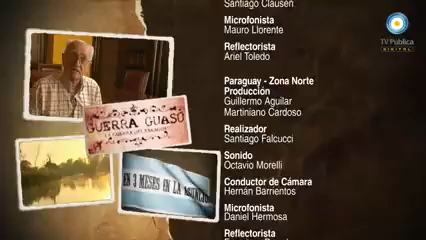 Santiago Clausen
Microfonista
Mauro Llorente
Reflectorista
Ariel Toledo
Paraguay - Zona Norte
Producción
Guillermo Aguilar
Martiniano Cardoso
Realizador
Santiago Falcucci
Sonido
Octavio Morelli
Conductor de Cámara
Hernán Barrientos
Microfonista
Daniel Hermosa
Reflectorista
TV Pública
DIGITAL
GUERRA GUASÚ
EN 3 MESES EN LA ASUNCIÓN